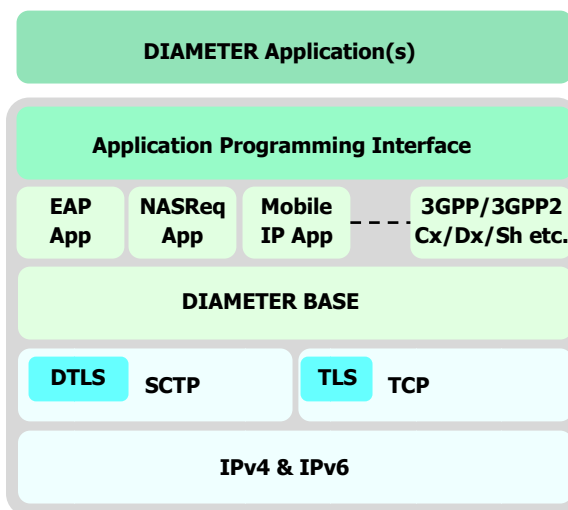 DIAMETER Application(s)
Application Programming Interface
EAP
App
NASReq
App
Mobile
IP App
3GPP/3GPP2
Cx/Dx/Sh etc.
DIAMETER BASE
DTLS
SCTP
TLS
TCP
IPv4 & IPv6